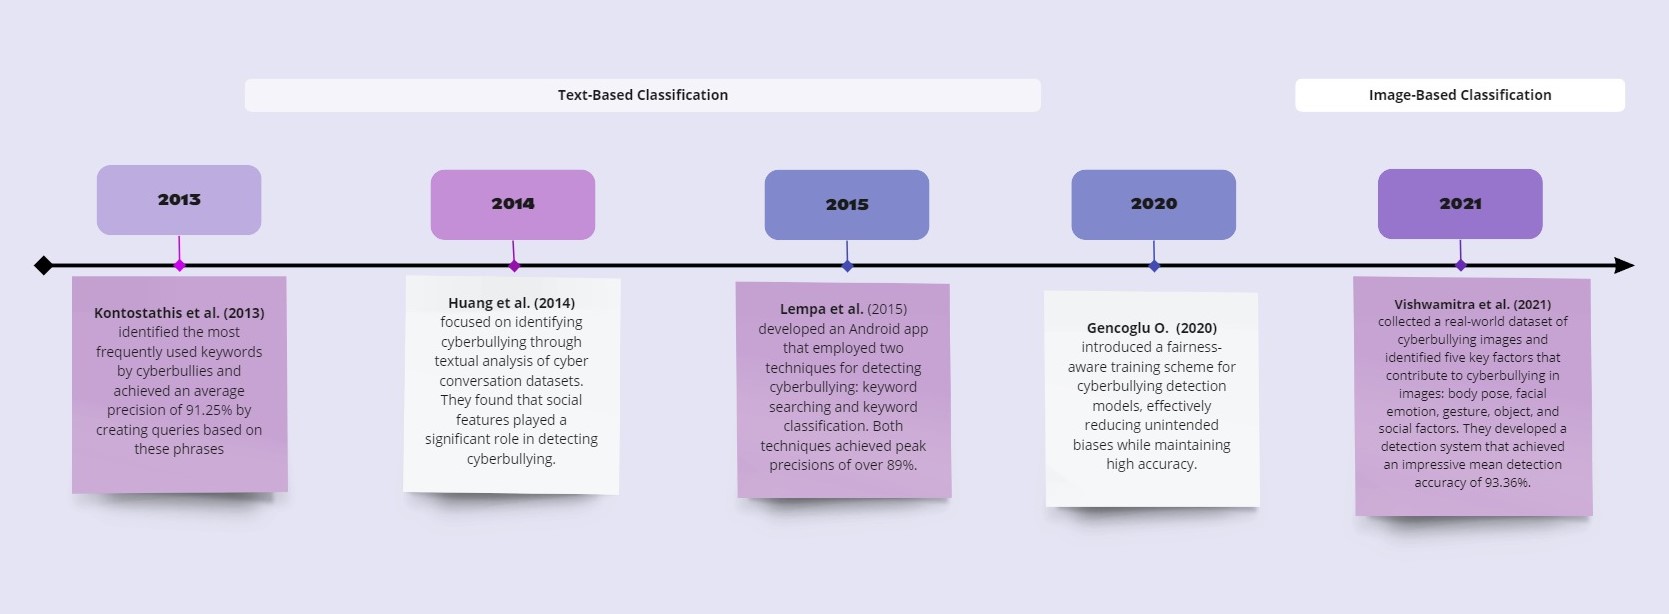 Text-Based Classification
Image-Based Classification
2013
2014
2015
2020
2021
Kontostathis et al. (2013)
identified the most
frequently used keywords
by cyberbullies and
achieved an average
precision of 91.25% by
creating queries based on
these phrases
Huang et al. (2014)
focused on identifying
cyberbullying through
textual analysis of cyber
conversation datasets.
They found that social
features played a
significant role in detecting
cyberbullying.
Lempa et al. (2015)
developed an Android app
that employed two
techniques for detecting
cyberbullying: keyword
searching and keyword
classification. Both
techniques achieved peak
precisions of over 89%.
Gencoglu O. (2020)
introduced a fairness-
aware training scheme for
cyberbullying detection
models, effectively
reducing unintended
biases while maintaining
high accuracy.
Vishwamitra et al. (2021)
collected a real-world dataset of
cyberbullying images and
identified five key factors that
contribute to cyberbullying in
images: body pose, facial
emotion, gesture, object, and
social factors. They developed a
detection system that achieved
an impressive mean detection
accuracy of 93.36%.